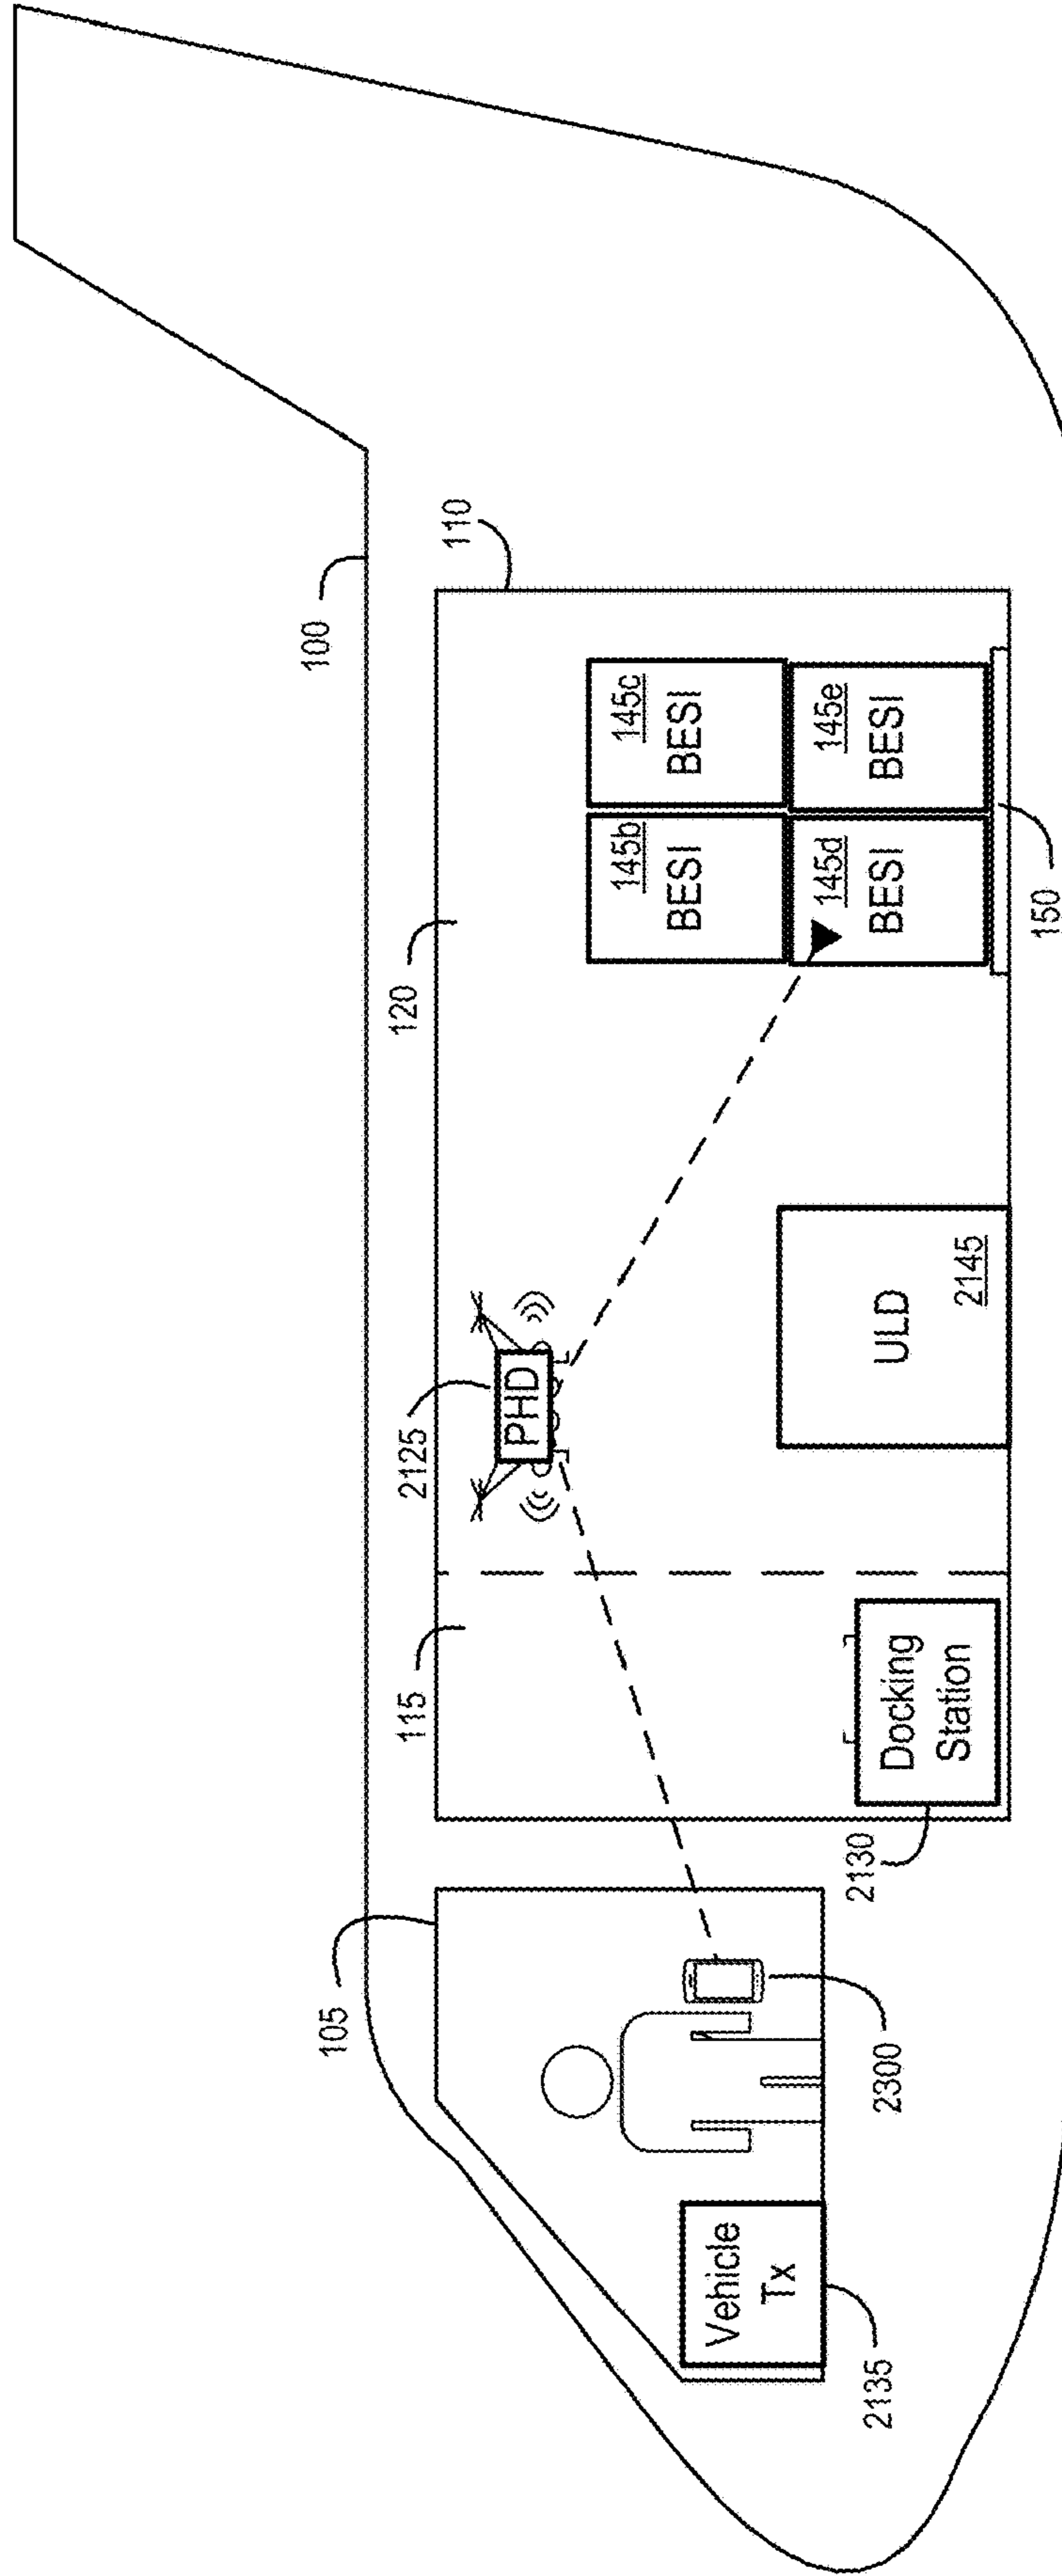 100
105
110
115
120
2125
PHD
145b
BESI
145c
BESI
145d
BESI
145e
BESI
150
ULD
2145
Docking
Station
2130
2300
Vehicle
Tx
2135